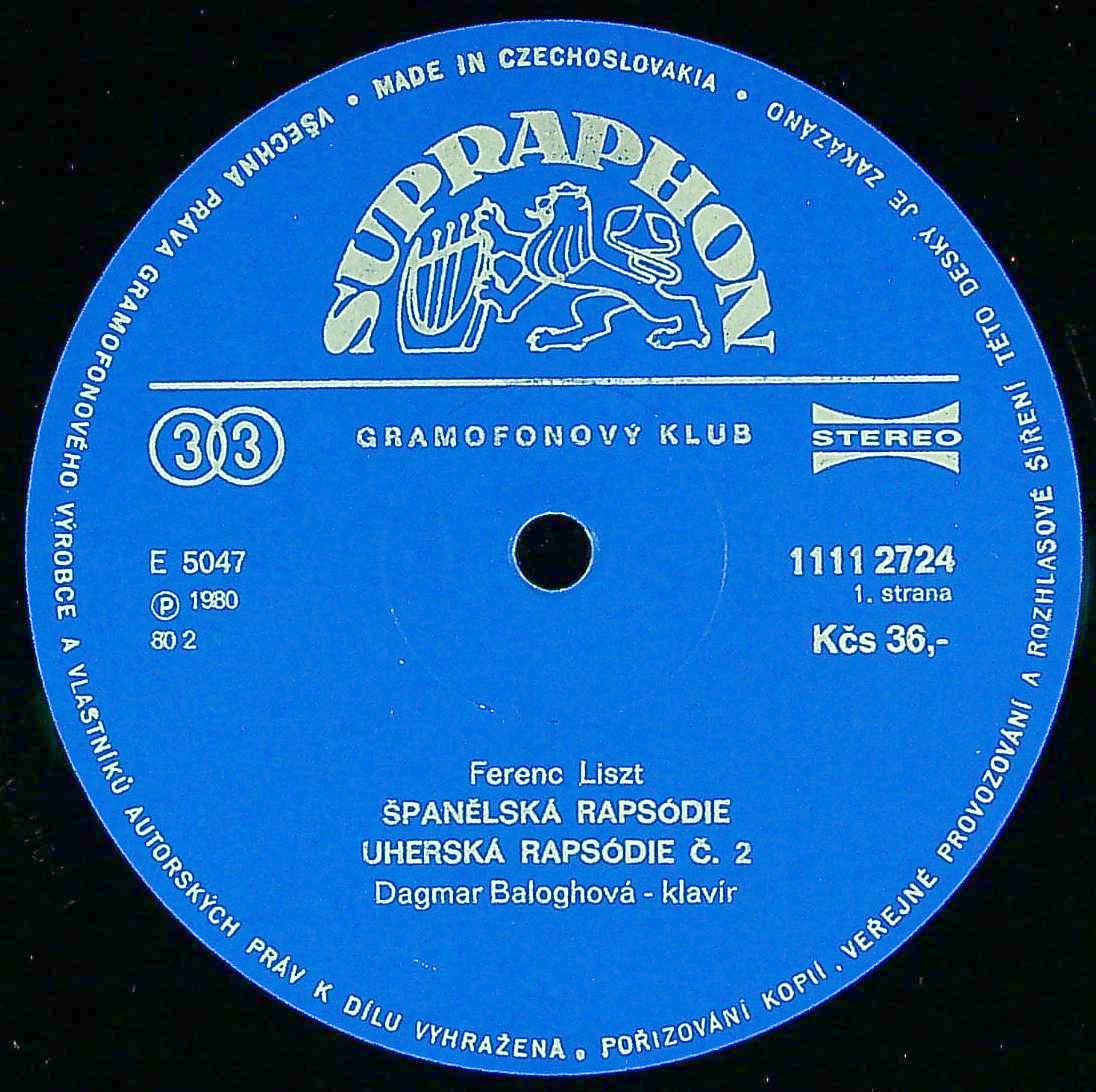 MADE IN CZECHOSLOVAKIA •
VŠECHNA PRÁVA GRAMOFONOVÉHO VÝROBCE A VLASTNÍKŮ AUTORSKÝCH PRÁV K DÍLU VYHRAŽENA. POŘIZOVÁNÍ KOPIÍ, VEŘEJNÉ PROVOZOVÁNÍ A ROZHLASOVÉ ŠÍŘENÍ TÉTO DESKY JE ZAKÁZÁNO •
SUPRAPHON
33
GRAMOFONOVÝ KLUB
STEREO
E 5047
Ⓟ 1980
80 2
1111 2724
1. strana
Kčs 36,-
Ferenc Liszt
ŠPANĚLSKÁ RAPSÓDIE
UHERSKÁ RAPSÓDIE Č. 2
Dagmar Baloghová - klavír